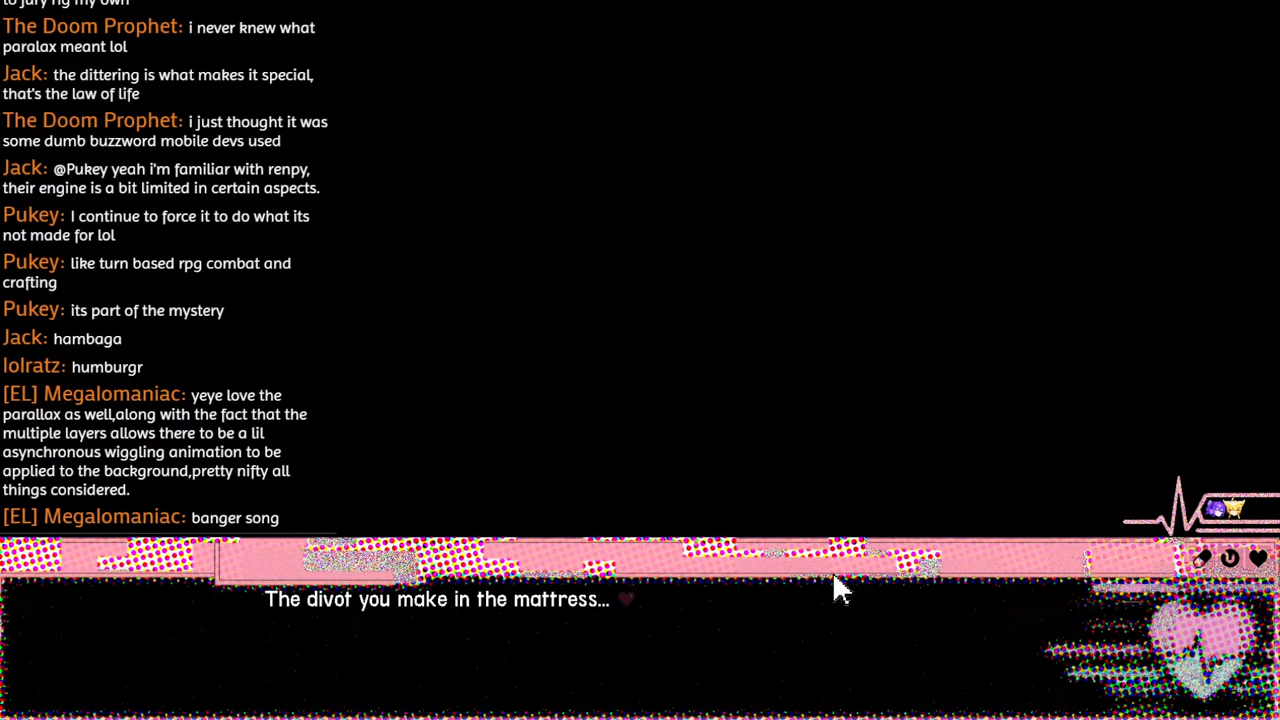 to jury rig my own
The Doom Prophet: i never knew what
paralax meant lol
Jack: the dittering is what makes it special,
that's the law of life
The Doom Prophet: i just thought it was
some dumb buzzword mobile devs used
Jack: @Pukey yeah i'm familiar with renpy,
their engine is a bit limited in certain aspects.
Pukey: I continue to force it to do what its
not made for lol
Pukey: like turn based rpg combat and
crafting
Pukey: its part of the mystery
Jack: hambaga
lolratz: humburgr
[EL] Megalomaniac: yeye love the
parallax as well,along with the fact that the
multiple layers allows there to be a lil
asynchronous wiggling animation to be
applied to the background,pretty nifty all
things considered.
[EL] Megalomaniac: banger song
The divot you make in the mattress...